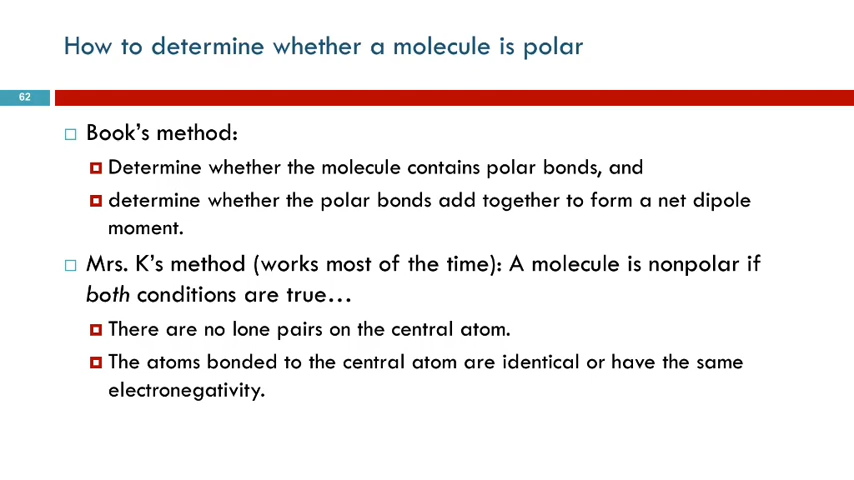 How to determine whether a molecule is polar
62
Book’s method:
Determine whether the molecule contains polar bonds, and
determine whether the polar bonds add together to form a net dipole
moment.
Mrs. K’s method (works most of the time): A molecule is nonpolar if
both conditions are true…
There are no lone pairs on the central atom.
The atoms bonded to the central atom are identical or have the same
electronegativity.